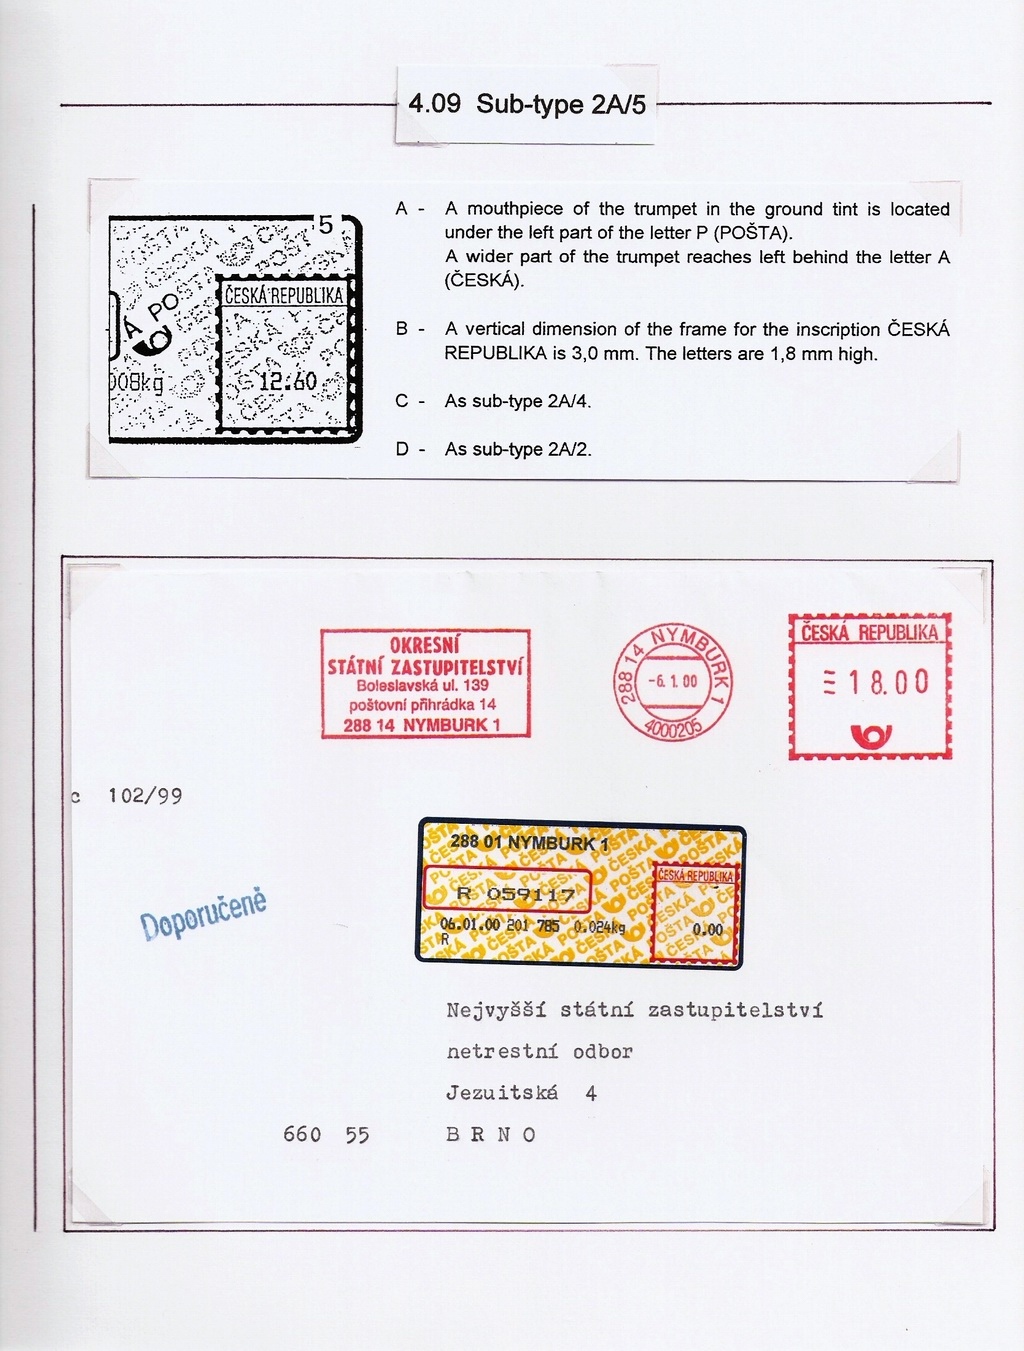 4.09 Sub-type 2A/5
5
ČESKÁ REPUBLIKA
Á POŠ
008kg
12.60
A - A mouthpiece of the trumpet in the ground tint is located
under the left part of the letter P (POŠTA).
A wider part of the trumpet reaches left behind the letter A
(ČESKÁ).
B - A vertical dimension of the frame for the inscription ČESKÁ
REPUBLIKA is 3,0 mm. The letters are 1,8 mm high.
C - As sub-type 2A/4.
D - As sub-type 2A/2.
OKRESNÍ
STÁTNÍ ZASTUPITELSTVÍ
Boleslavská ul. 139
poštovní přihrádka 14
288 14 NYMBURK 1
288 14 NYMBURK 1
-6. 1. 00
4000205
ČESKÁ REPUBLIKA
18.00
c 102/99
Doporučeně
288 01 NYMBURK 1
R 059117
ČESKÁ REPUBLIKA
06.01.00 201 785 0.024kg
0.00
R
Nejvyšší státní zastupitelství
netrestní odbor
Jezuitská 4
660 55 BRNO